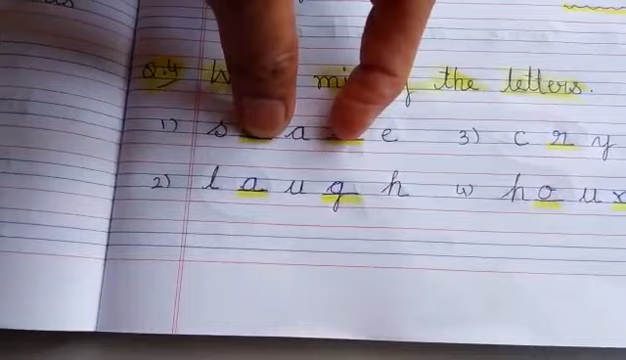 Q.4 the letters.
1) s a e 3) c r y
2) l a u g h 4) h o u r